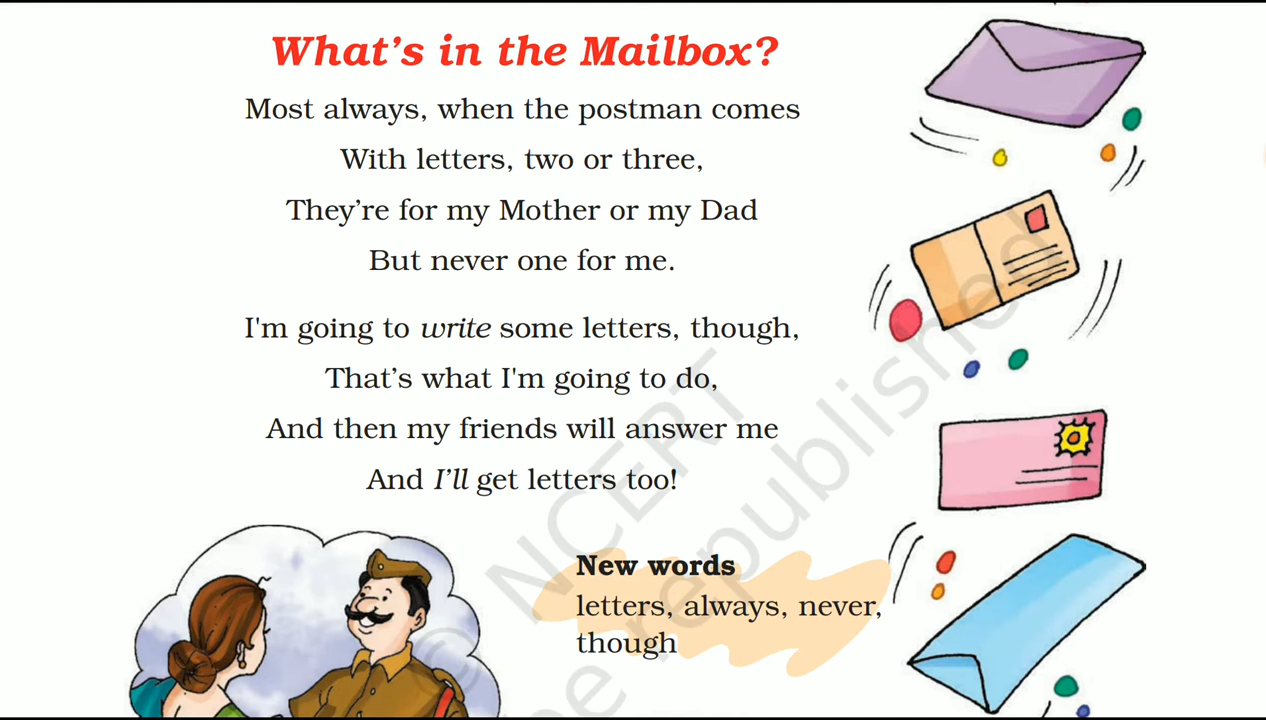 What's in the Mailbox?
Most always, when the postman comes
With letters, two or three,
They're for my Mother or my Dad
But never one for me.
I'm going to write some letters, though,
That's what I'm going to do,
And then my friends will answer me
And I'll get letters too!
New words
letters, always, never,
though
© NCERT
be republished